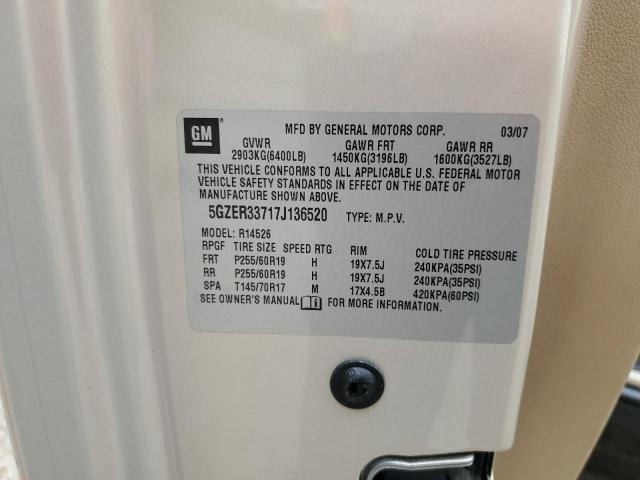 GM
MFD BY GENERAL MOTORS CORP. 03/07
GVWR GAWR FRT GAWR RR
2903KG(6400LB) 1450KG(3196LB) 1600KG(3527LB)
THIS VEHICLE CONFORMS TO ALL APPLICABLE U.S. FEDERAL MOTOR
VEHICLE SAFETY STANDARDS IN EFFECT ON THE DATE OF
MANUFACTURE SHOWN ABOVE.
5GZER33717J136520 TYPE: M.P.V.
MODEL: R14526
RPGF TIRE SIZE SPEED RTG RIM COLD TIRE PRESSURE
FRT P255/60R19 H 19X7.5J 240KPA(35PSI)
RR P255/60R19 H 19X7.5J 240KPA(35PSI)
SPA T145/70R17 M 17X4.5B 420KPA(60PSI)
SEE OWNER'S MANUAL FOR MORE INFORMATION.